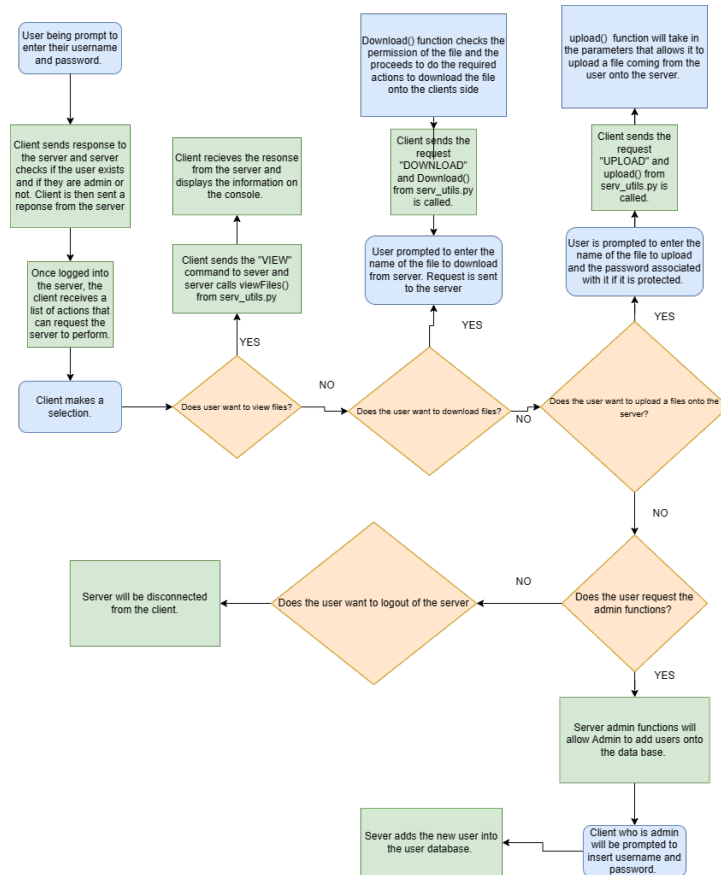 User being prompt to
enter their username
and password.
Client sends response
to the server and server
checks if the user exists
and if they are admin or
not. Client is then sent a
reponse from the server
Once logged into
the server, the
client receives a
list of actions that
can request the
server to perform.
Client makes a
selection.
Client recieves the resonse
from the server and
displays the information on
the console.
Client sends the "VIEW"
command to sever and
server calls viewFiles()
from serv_utils.py
YES
Does user want to view files?
NO
Download() function checks the
permission of the file and the
proceeds to do the required
actions to download the file
onto the clients side
Client sends the
request
"DOWNLOAD"
and Download()
from serv_utils.py
is called.
User prompted to enter the
name of the file to download
from server. Request is sent
to the server
YES
Does the user want to download files?
NO
upload() function will take in
the parameters that allows it to
upload a file coming from the
user onto the server.
Client sends the
request
"UPLOAD" and
upload() from
serv_utils.py is
called.
User is prompted to enter the
name of the file to upload
and the password associated
with it if it is protected.
YES
Does the user want to upload a files onto the
server?
NO
Does the user request the
admin functions?
NO
Does the user want to logout of the server
Server will be disconnected
from the client.
YES
Server admin functions will
allow Admin to add users onto
the data base.
Client who is admin
will be prompted to
insert username and
password.
Sever adds the new user into
the user database.